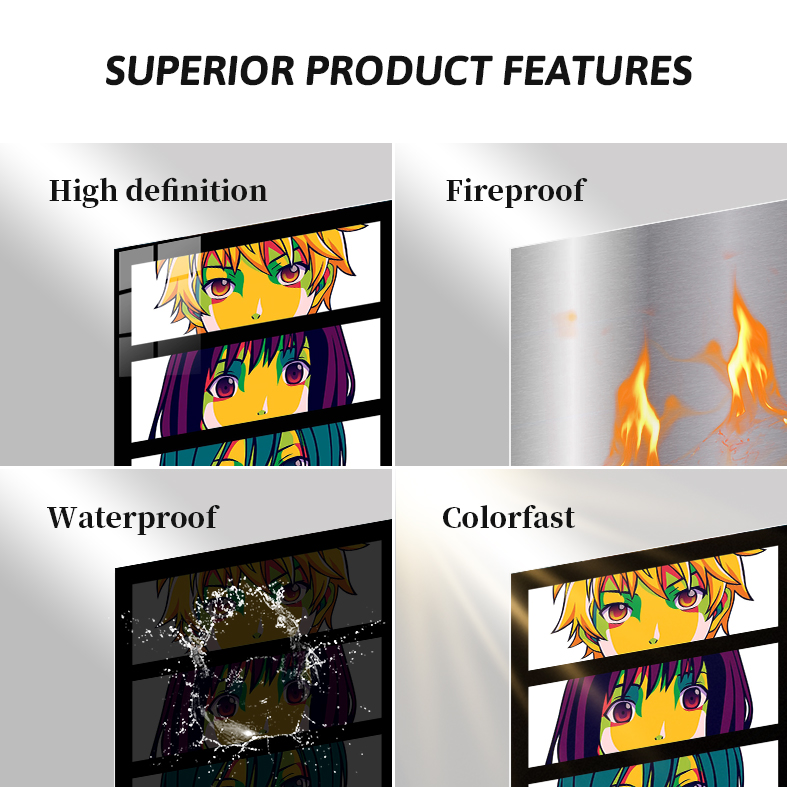 SUPERIOR PRODUCT FEATURES
High definition
Fireproof
Waterproof
Colorfast